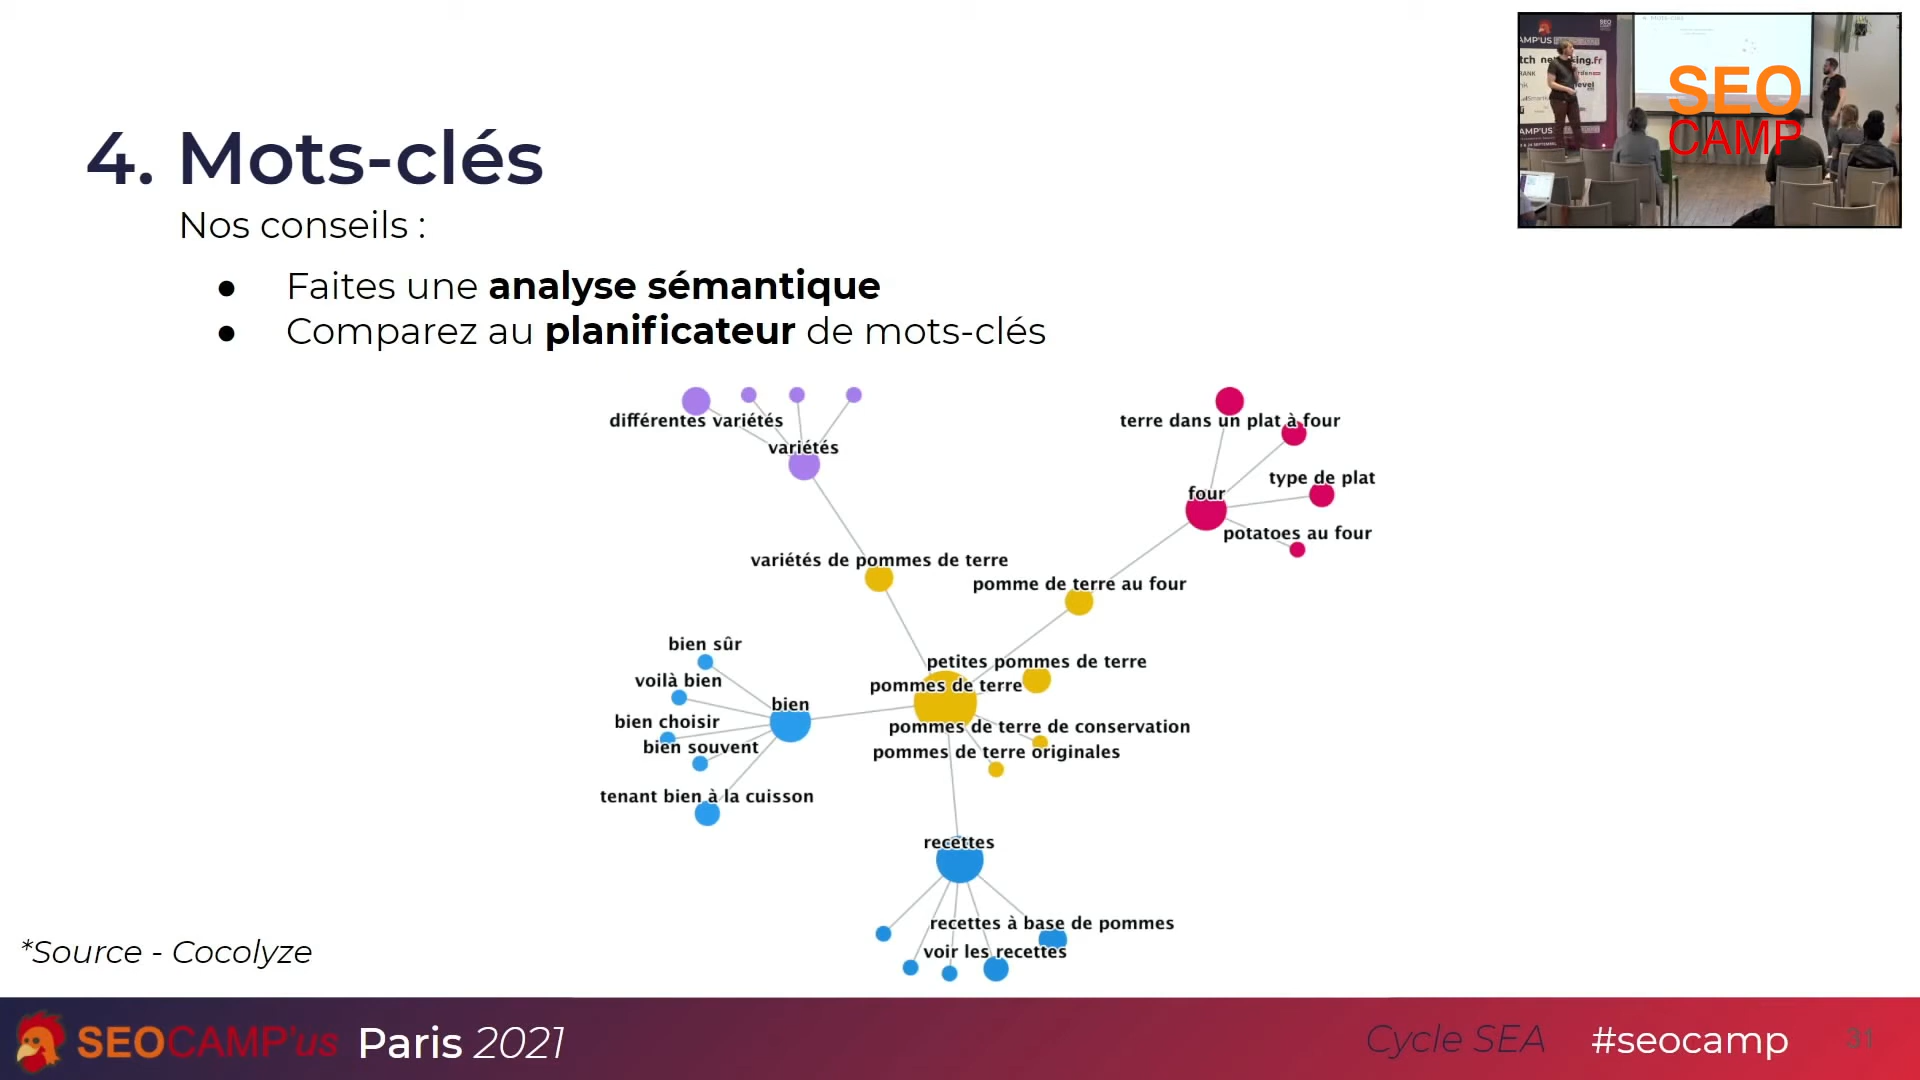 4. Mots-clés
Nos conseils :
● Faites une analyse sémantique
● Comparez au planificateur de mots-clés
SEO
CAMP
différentes variétés
variétés
terre dans un plat à four
type de plat
four
potatoes au four
variétés de pommes de terre
pomme de terre au four
bien sûr
voilà bien
bien
bien choisir
bien souvent
tenant bien à la cuisson
petites pommes de terre
pommes de terre
pommes de terre de conservation
pommes de terre originales
recettes
recettes à base de pommes
voir les recettes
*Source - Cocolyze
SEOCAMP'us Paris 2021
Cycle SEA
#seocamp
31